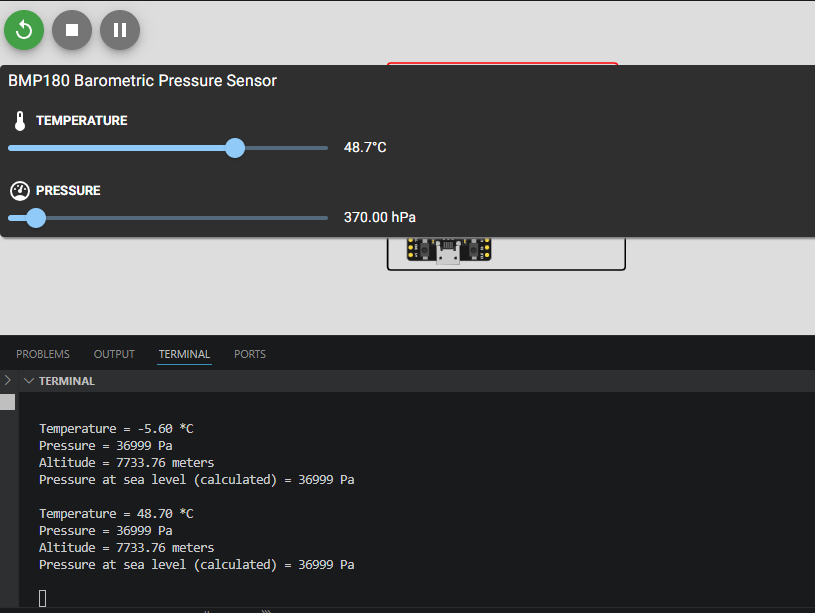 BMP180 Barometric Pressure Sensor
TEMPERATURE
48.7°C
PRESSURE
370.00 hPa
PROBLEMS OUTPUT TERMINAL PORTS
TERMINAL
Temperature = -5.60 *C
Pressure = 36999 Pa
Altitude = 7733.76 meters
Pressure at sea level (calculated) = 36999 Pa
Temperature = 48.70 *C
Pressure = 36999 Pa
Altitude = 7733.76 meters
Pressure at sea level (calculated) = 36999 Pa